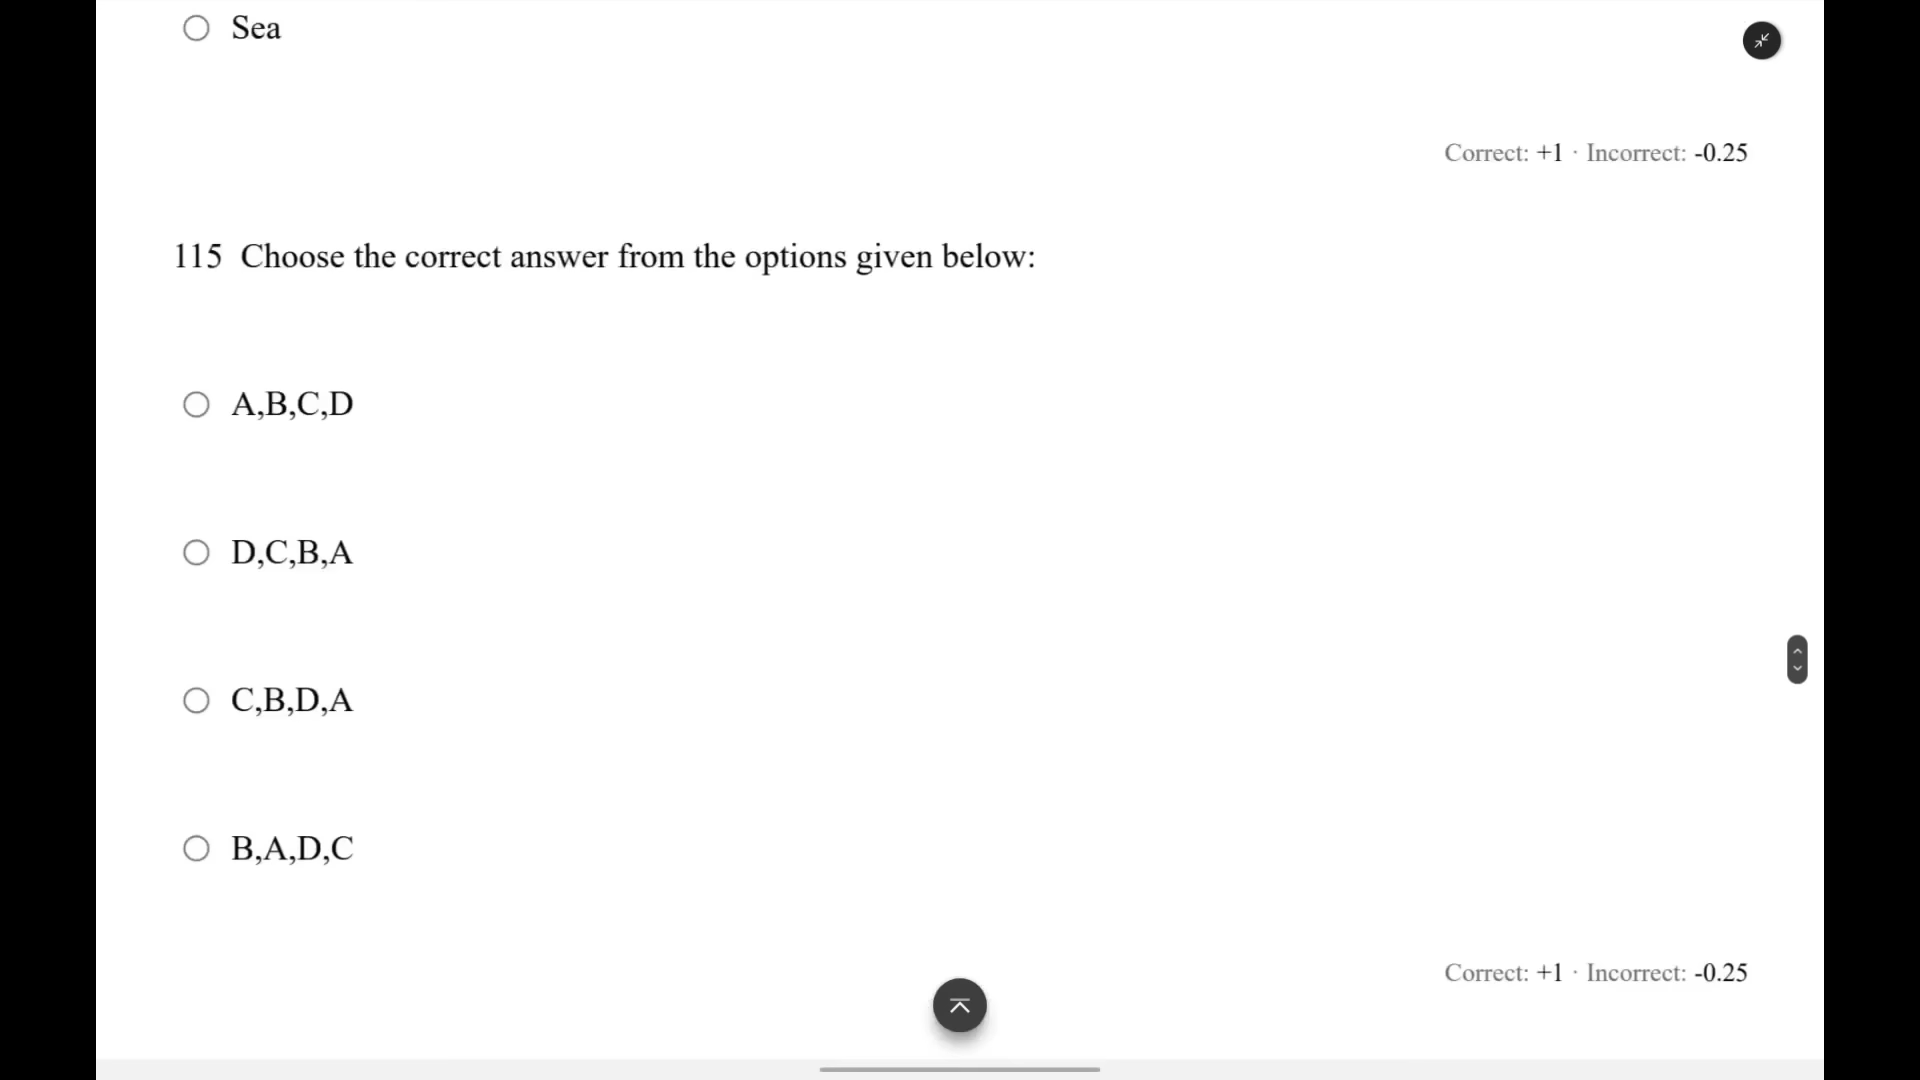 Sea
Correct: +1 · Incorrect: -0.25
115 Choose the correct answer from the options given below:
A,B,C,D
D,C,B,A
C,B,D,A
B,A,D,C
Correct: +1 · Incorrect: -0.25